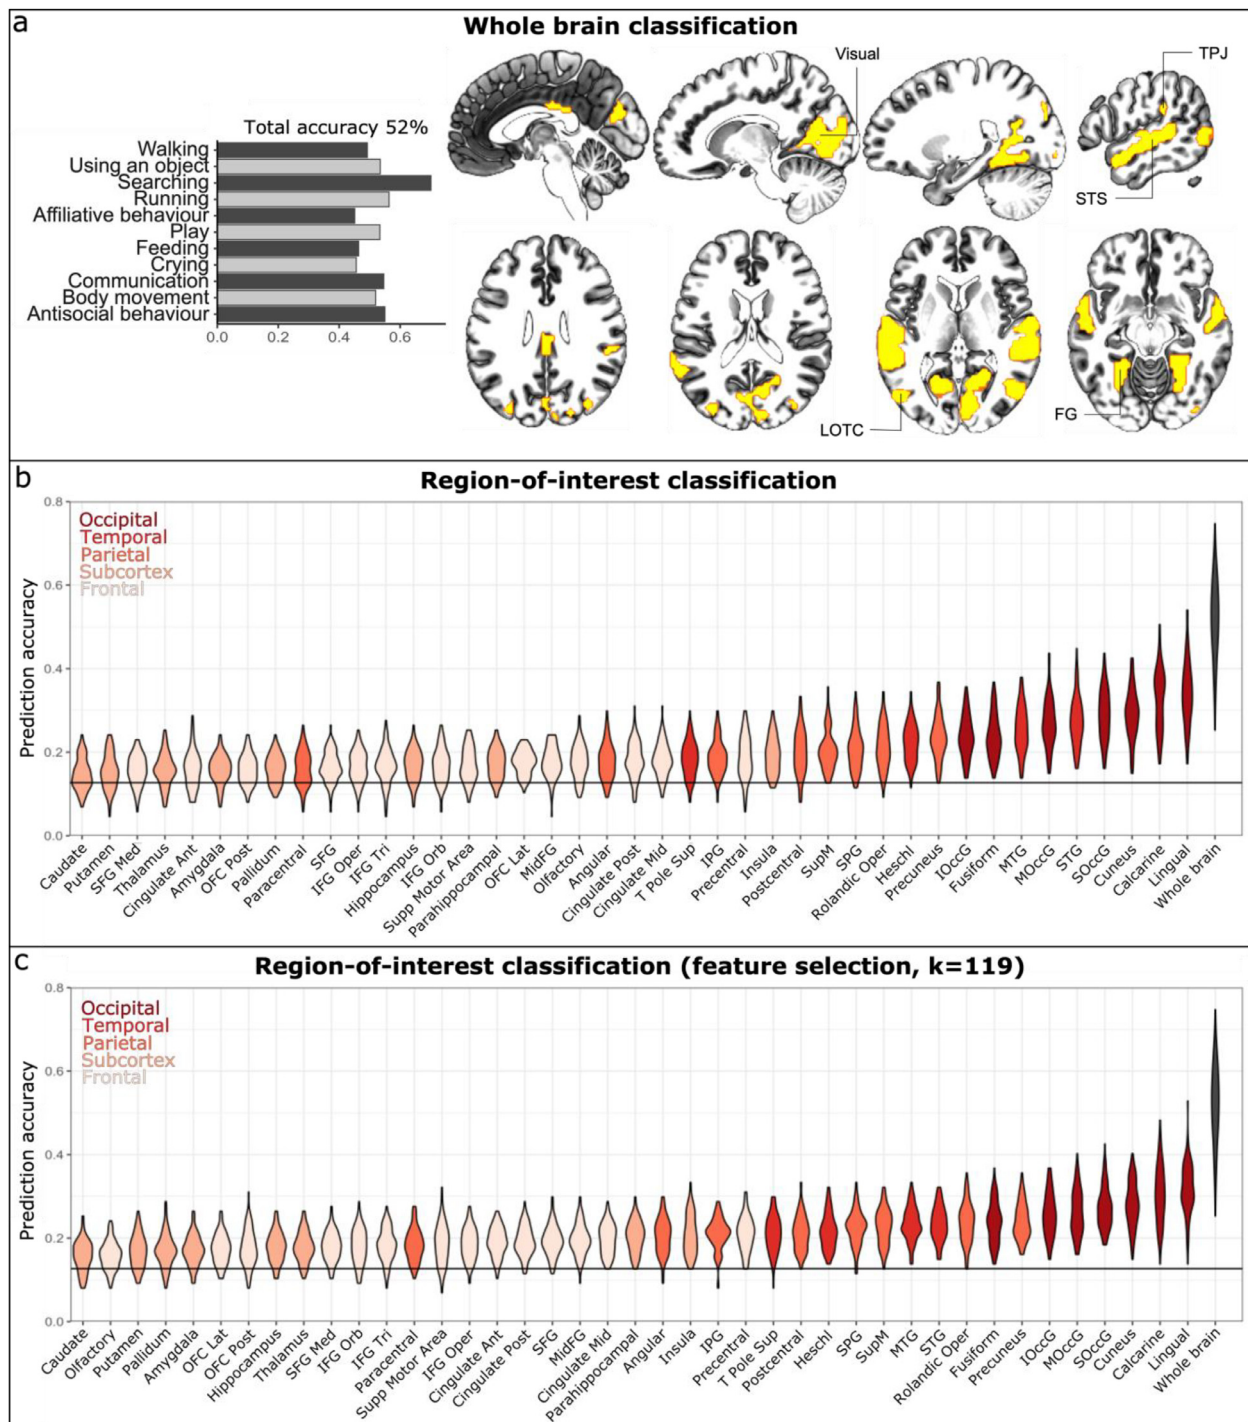 a
Whole brain classification
Visual
TPJ
Total accuracy 52%
Walking
Using an object
Searching
Running
Affiliative behaviour
Play
Feeding
Crying
Communication
Body movement
Antisocial behaviour
0.0 0.2 0.4 0.6
STS
LOTC
FG
b
Region-of-interest classification
Prediction accuracy
0.8
0.6
0.4
0.2
0.0
Occipital
Temporal
Parietal
Subcortex
Frontal
Caudate
Putamen
SFG Med
Thalamus
Cingulate Ant
Amygdala
OFC Post
Pallidum
Paracentral
SFG
IFG Oper
IFG Tri
Hippocampus
IFG Orb
Supp Motor Area
Parahippocampal
OFC Lat
MidFG
Olfactory
Angular
Cingulate Post
Cingulate Mid
T Pole Sup
IPG
Precentral
Insula
Postcentral
SupM
SPG
Rolandic Oper
Heschl
Precuneus
IOccG
Fusiform
MTG
MOccG
STG
SOccG
Cuneus
Calcarine
Lingual
Whole brain
c
Region-of-interest classification (feature selection, k=119)
Prediction accuracy
0.8
0.6
0.4
0.2
0.0
Occipital
Temporal
Parietal
Subcortex
Frontal
Caudate
Olfactory
Putamen
Pallidum
Amygdala
OFC Lat
OFC Post
Hippocampus
Thalamus
SFG Med
IFG Orb
IFG Tri
Paracentral
Supp Motor Area
IFG Oper
Cingulate Ant
Cingulate Post
SFG
MidFG
Cingulate Mid
Parahippocampal
Angular
Insula
IPG
Precentral
T Pole Sup
Postcentral
Heschl
SPG
SupM
MTG
STG
Rolandic Oper
Fusiform
Precuneus
IOccG
MOccG
SOccG
Cuneus
Calcarine
Lingual
Whole brain